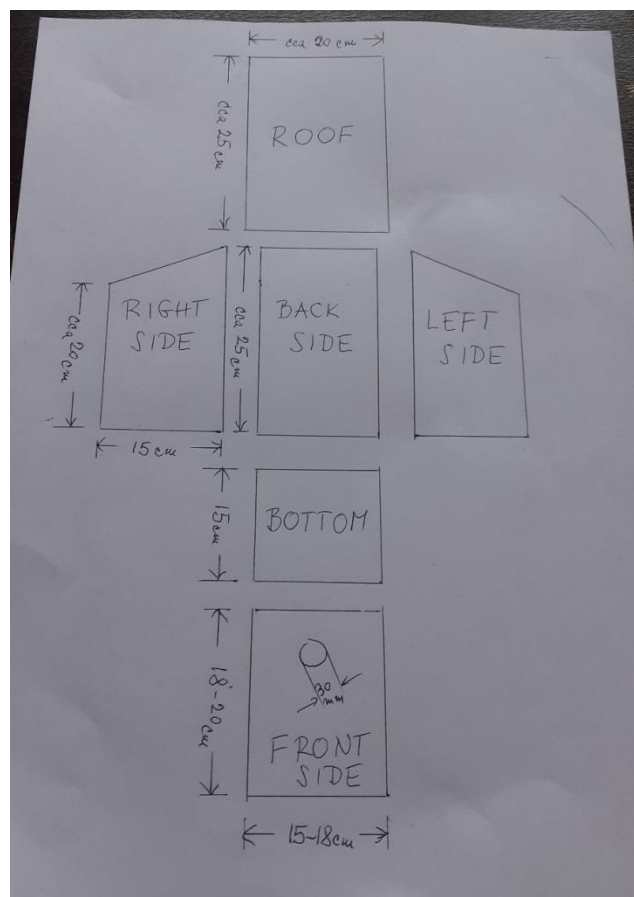 cca 20 cm
cca 25 cm
ROOF
RIGHT
SIDE
cca 20 cm
15 cm
cca 25 cm
BACK
SIDE
LEFT
SIDE
15 cm
BOTTOM
18-20 cm
30
mm
FRONT
SIDE
15-18 cm